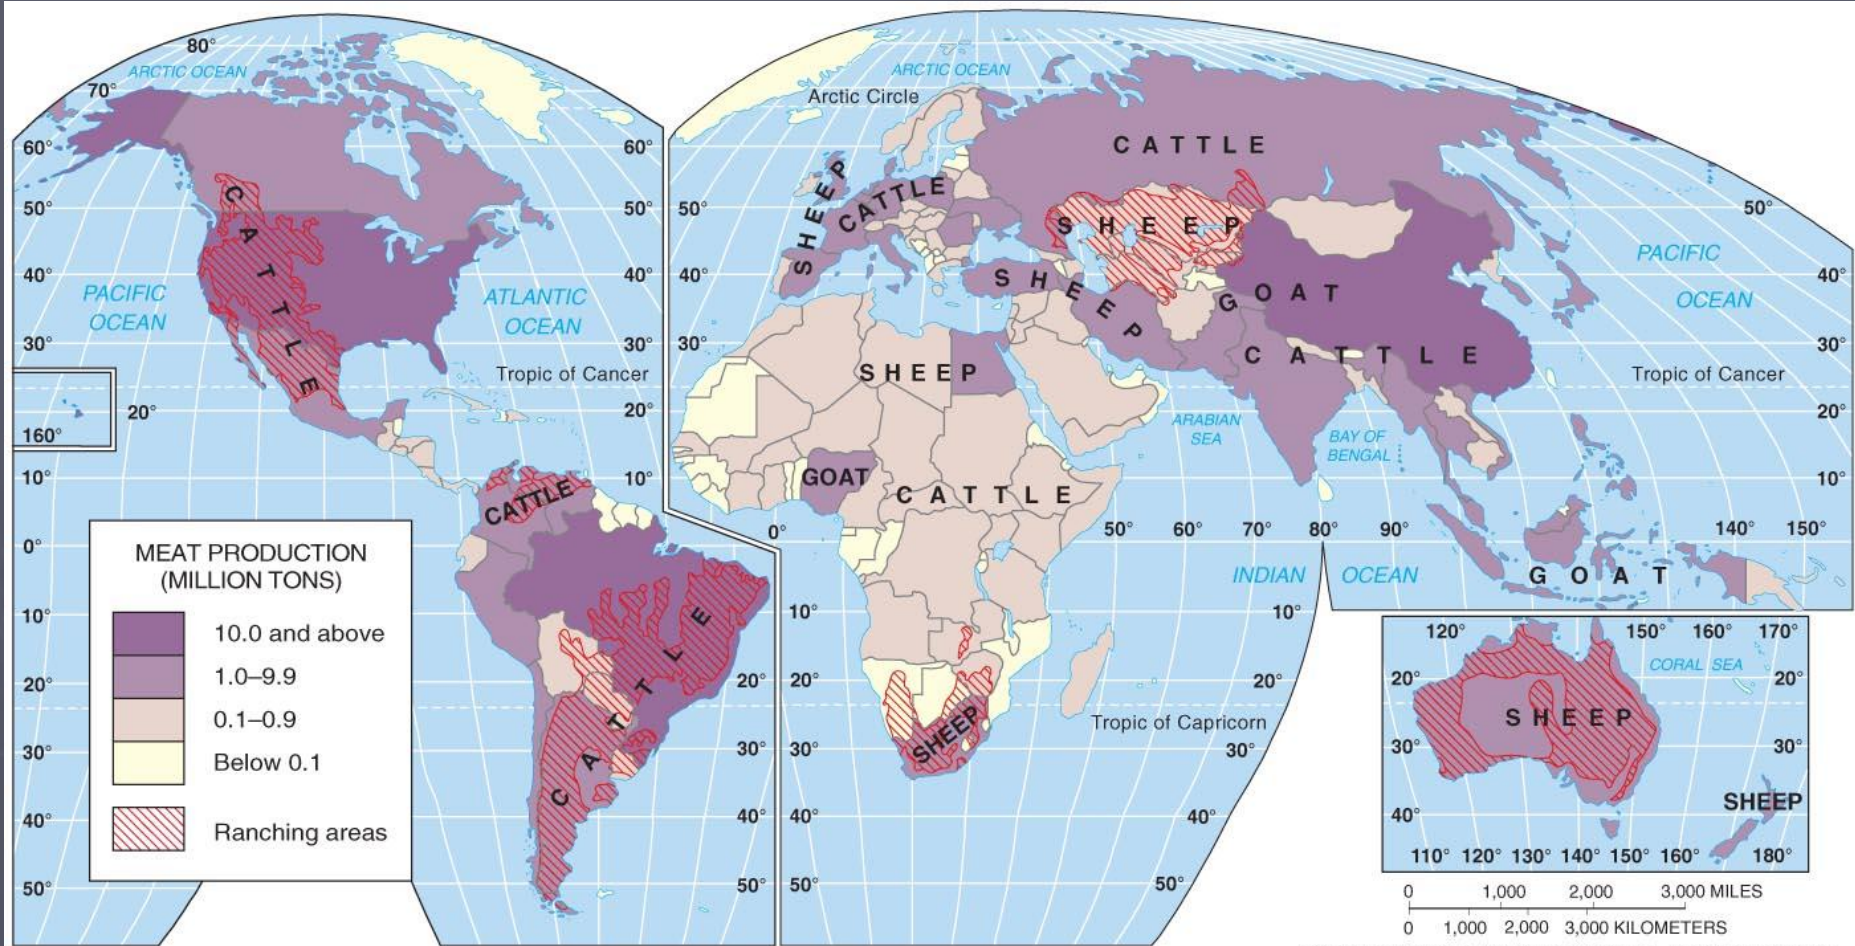 80°
ARCTIC OCEAN
70°
60°
60°
50°
50°
40°
40°
30°
30°
20°
20°
160°
10°
0°
10°
20°
20°
30°
30°
40°
40°
50°
50°
PACIFIC
OCEAN
ATLANTIC
OCEAN
Tropic of Cancer
CATTLE
CATTLE
CATTLE
MEAT PRODUCTION
(MILLION TONS)
10.0 and above
1.0–9.9
0.1–0.9
Below 0.1
Ranching areas
ARCTIC OCEAN
Arctic Circle
CATTLE
SHEEP
CATTLE
50°
50°
SHEEP
PACIFIC
OCEAN
40°
40°
SHEEP
GOAT
30°
30°
CATTLE
SHEEP
Tropic of Cancer
20°
ARABIAN
SEA
BAY OF
BENGAL
10°
GOAT
CATTLE
0°
50°
60°
70°
80°
90°
140°
150°
INDIAN
OCEAN
GOAT
10°
10°
20°
20°
SHEEP
Tropic of Capricorn
30°
30°
40°
40°
50°
50°
120°
150°
160°
170°
CORAL SEA
20°
20°
SHEEP
30°
30°
SHEEP
40°
110°
120°
130°
140°
150°
160°
180°
0
1,000
2,000
3,000 MILES
0
1,000
2,000
3,000 KILOMETERS